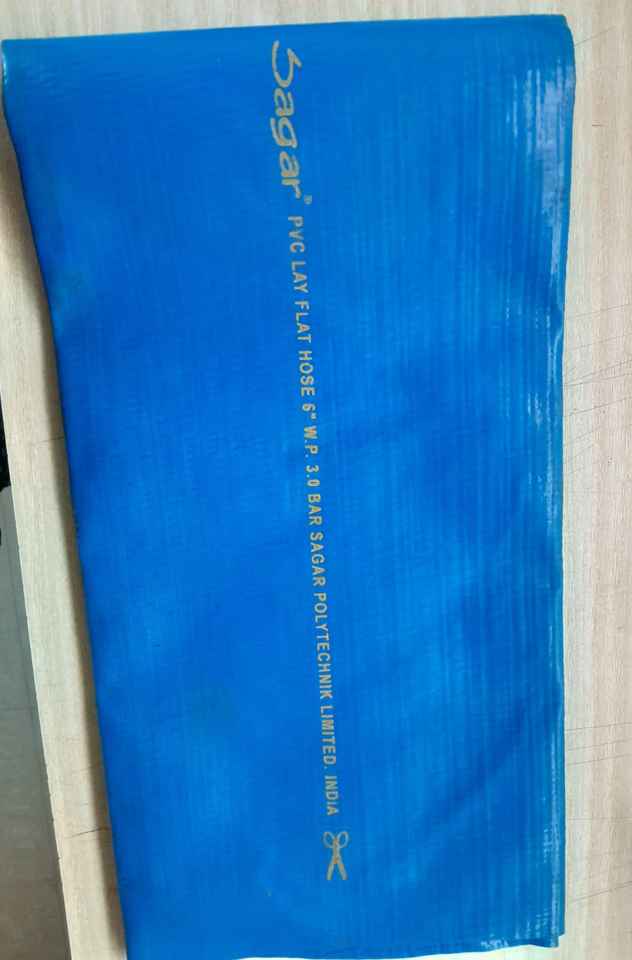 Sagar® PVC LAY FLAT HOSE 6" W.P. 3.0 BAR SAGAR POLYTECHNIK LIMITED. INDIA